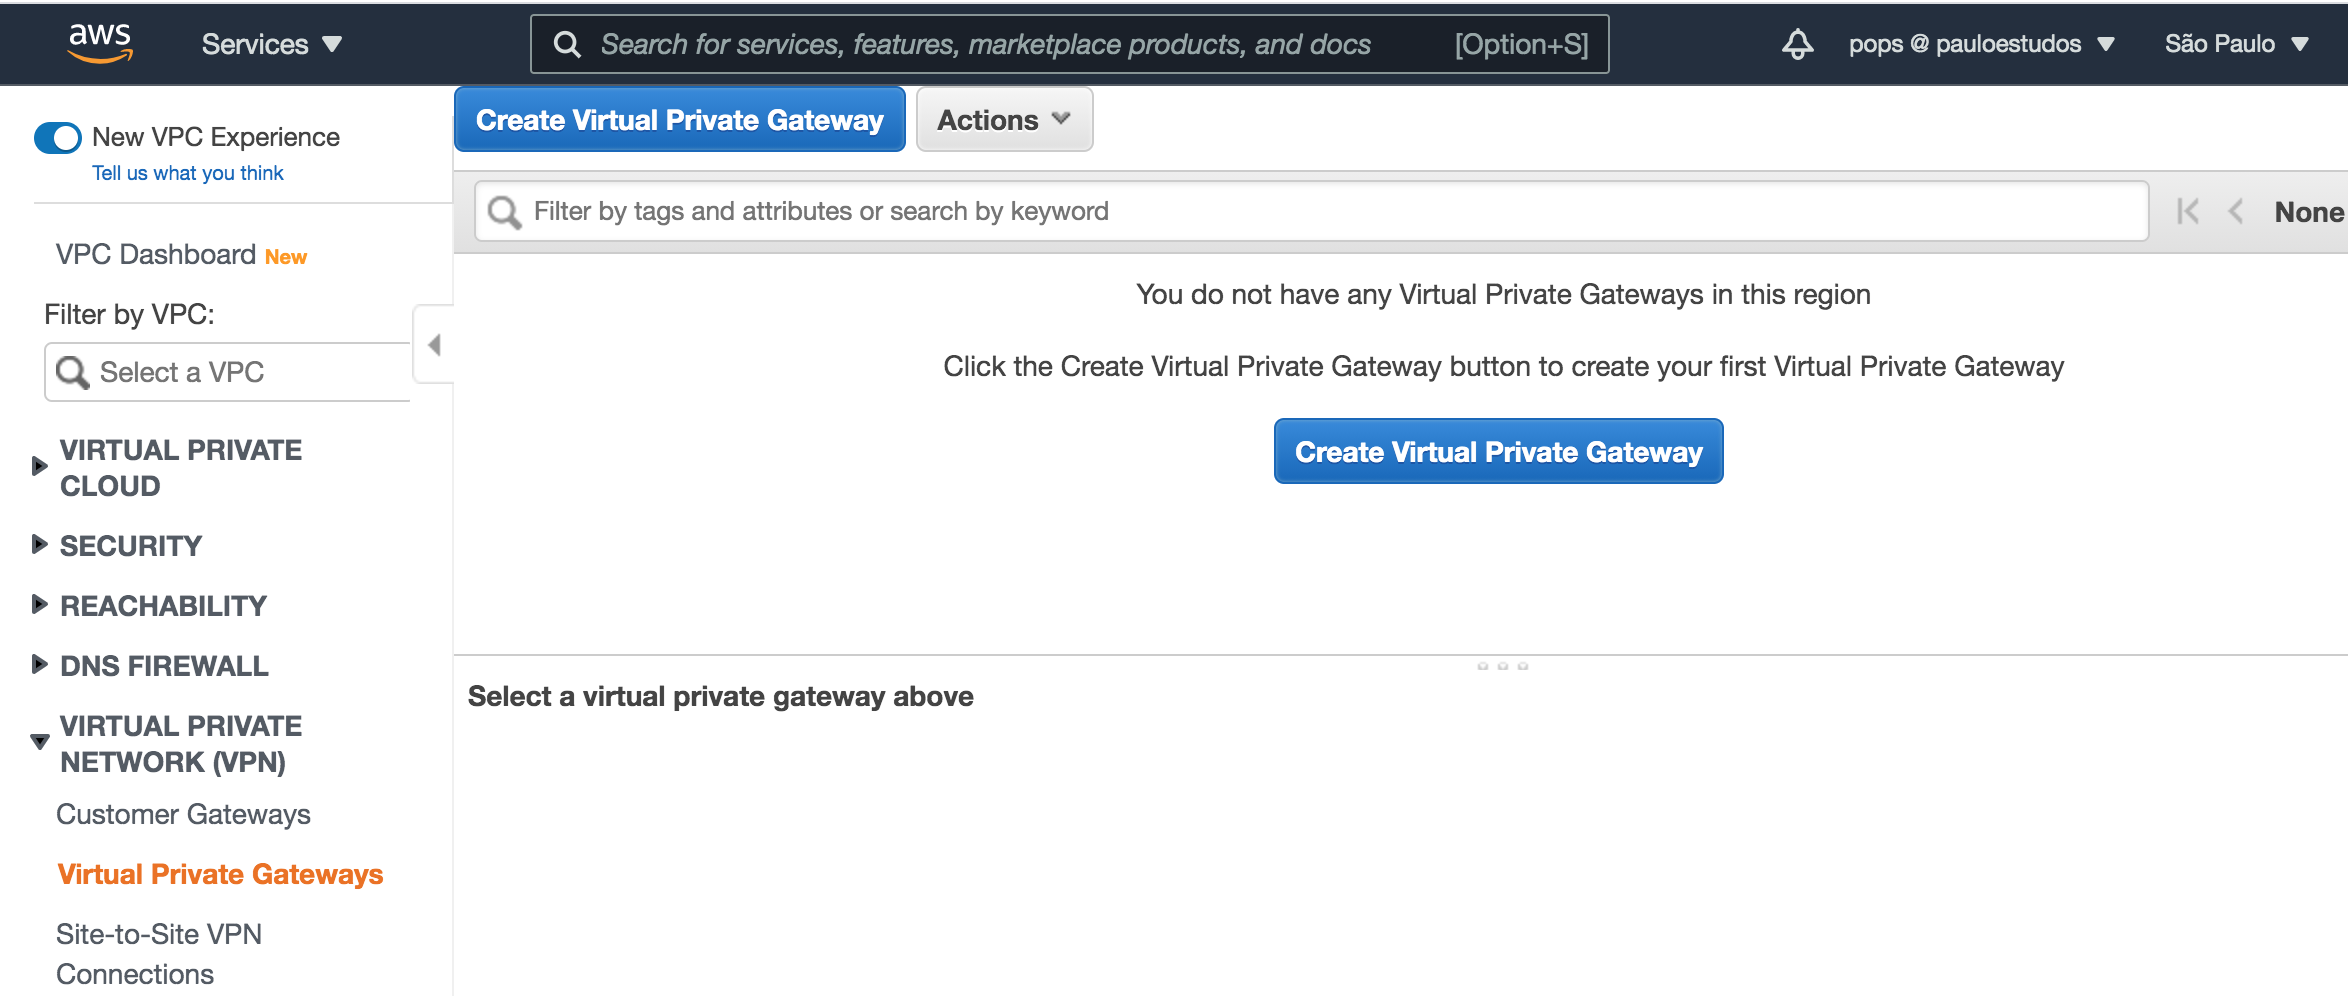 aws Services Search for services, features, marketplace products, and docs [Option+S] pops @ pauloestudos São Paulo
New VPC Experience
Tell us what you think
VPC Dashboard New
Filter by VPC:
Select a VPC
VIRTUAL PRIVATE
CLOUD
SECURITY
REACHABILITY
DNS FIREWALL
VIRTUAL PRIVATE
NETWORK (VPN)
Customer Gateways
Virtual Private Gateways
Site-to-Site VPN
Connections
Create Virtual Private Gateway Actions
Filter by tags and attributes or search by keyword None
You do not have any Virtual Private Gateways in this region
Click the Create Virtual Private Gateway button to create your first Virtual Private Gateway
Create Virtual Private Gateway
Select a virtual private gateway above